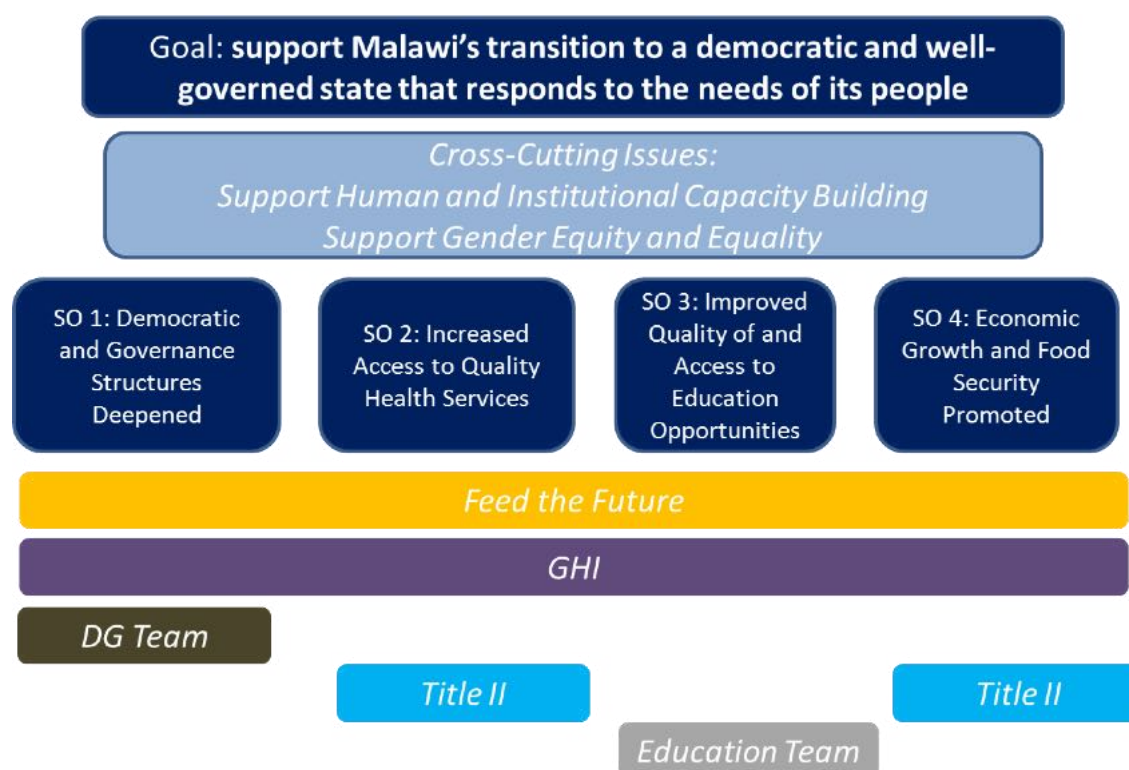 Goal: support Malawi’s transition to a democratic and well-
governed state that responds to the needs of its people
Cross-Cutting Issues:
Support Human and Institutional Capacity Building
Support Gender Equity and Equality
SO 1: Democratic
and Governance
Structures
Deepened
SO 2: Increased
Access to Quality
Health Services
SO 3: Improved
Quality of and
Access to
Education
Opportunities
SO 4: Economic
Growth and Food
Security
Promoted
Feed the Future
GHI
DG Team
Title II
Title II
Education Team